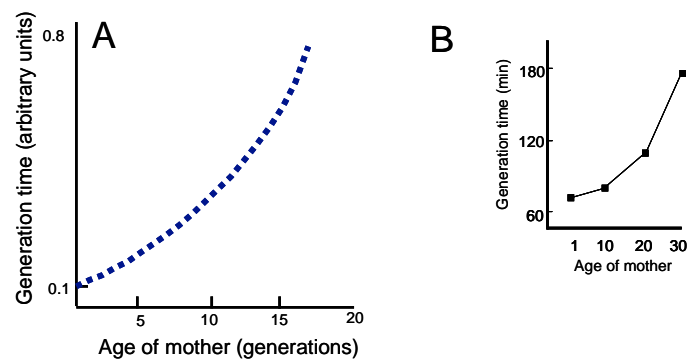 A
Generation time (arbitrary units)
0.8
0.1
5 10 15 20
Age of mother (generations)
B
Generation time (min)
180
120
60
1 10 20 30
Age of mother